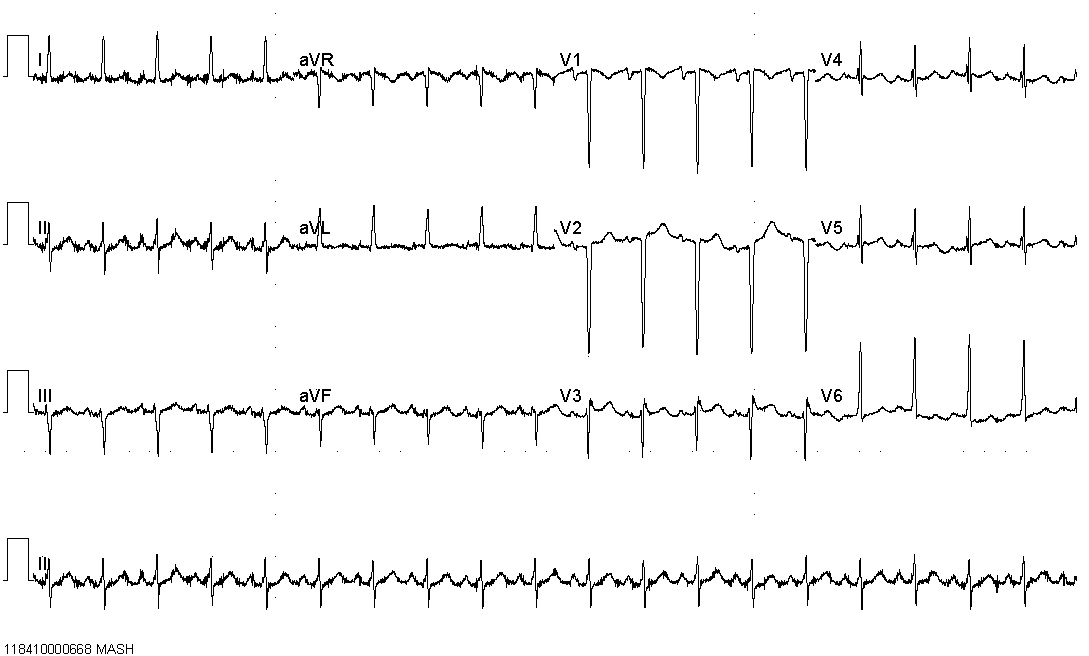 I aVR V1 V4
II aVL V2 V5
III aVF V3 V6
II
118410000668 MASH